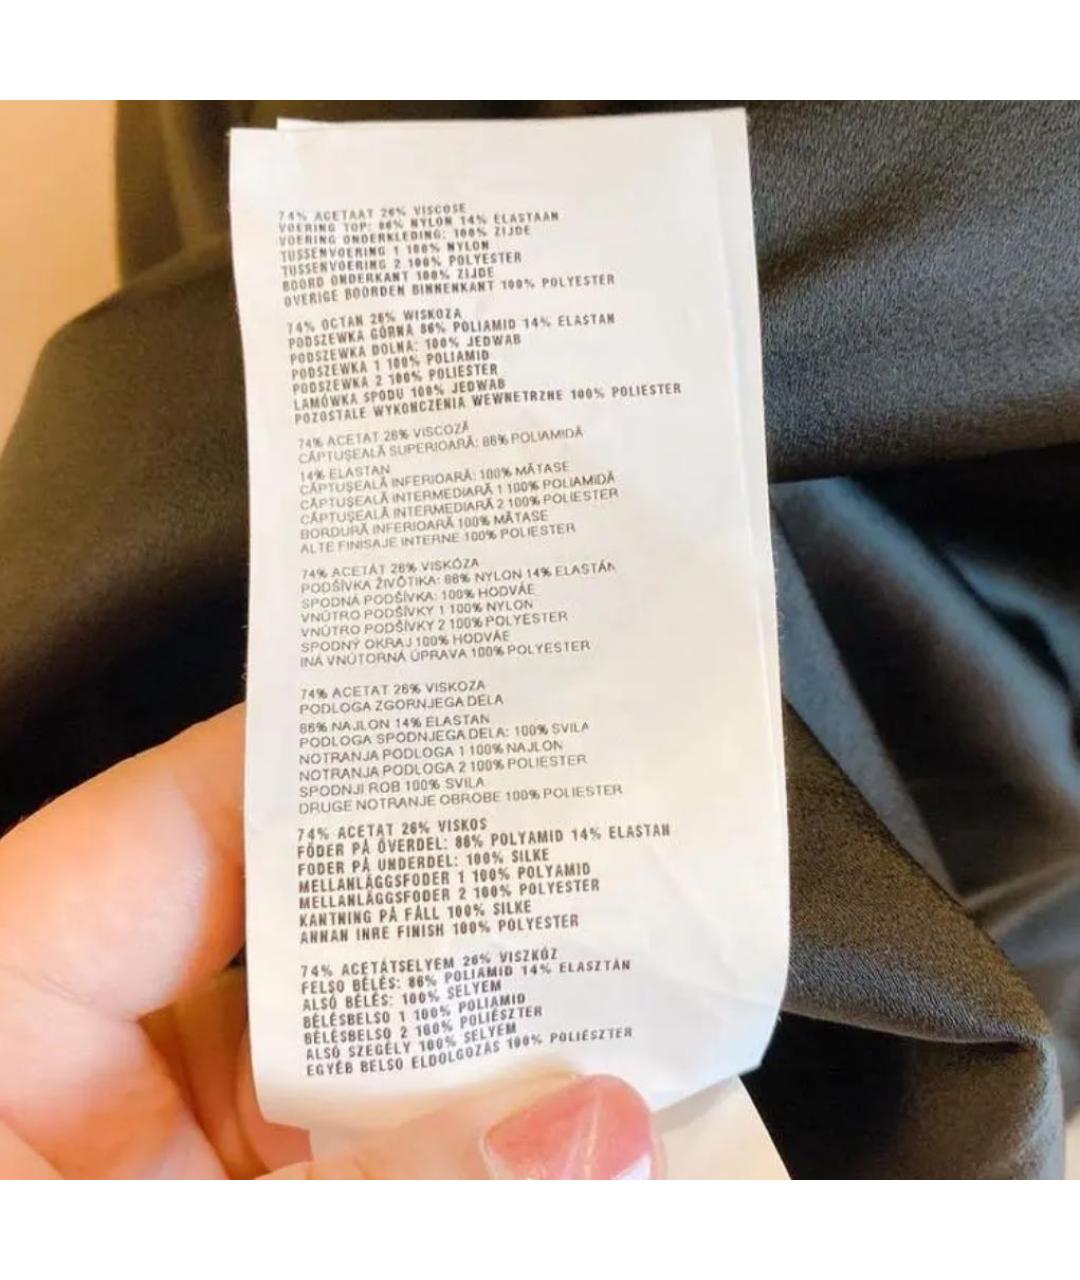 74% ACETAAT 26% VISCOSE
VOERING TOP: 86% NYLON 14% ELASTAAN
VOERING ONDERKLEDING: 100% ZIJDE
TUSSENVOERING 1 100% NYLON
TUSSENVOERING 2 100% POLYESTER
BOORD ONDERKANT 100% ZIJDE
OVERIGE BOORDEN BINNENKANT 100% POLYESTER
74% OCTAN 26% WISKOZA
PODSZEWKA GÓRNA 86% POLIAMID 14% ELASTAN
PODSZEWKA DOLNA: 100% JEDWAB
PODSZEWKA 1 100% POLIAMID
PODSZEWKA 2 100% POLIESTER
LAMÓWKA SPODU 100% JEDWAB
POZOSTALE WYKONCZENIA WEWNETRZNE 100% POLIESTER
74% ACETAT 26% VISCOZĂ
CĂPTUŞEALĂ SUPERIOARĂ: 86% POLIAMIDĂ
14% ELASTAN
CĂPTUŞEALĂ INFERIOARĂ: 100% MĂTASE
CĂPTUŞEALĂ INTERMEDIARĂ 1 100% POLIAMIDĂ
CĂPTUŞEALĂ INTERMEDIARĂ 2 100% POLIESTER
BORDURĂ INFERIOARĂ 100% MĂTASE
ALTE FINISAJE INTERNE 100% POLIESTER
74% ACETÁT 26% VISKÓZA
PODŠÍVKA ŽIVÔTIKA: 86% NYLON 14% ELASTÁN
SPODNÁ PODŠÍVKA: 100% HODVÁE
VNÚTRO PODŠÍVKY 1 100% NYLON
VNÚTRO PODŠÍVKY 2 100% POLYESTER
SPODNÝ OKRAJ 100% HODVÁE
INÁ VNÚTORNÁ ÚPRAVA 100% POLYESTER
74% ACETAT 26% VISKOZA
PODLOGA ZGORNJEGA DELA
86% NAJLON 14% ELASTAN
PODLOGA SPODNJEGA DELA: 100% SVILA
NOTRANJA PODLOGA 1 100% NAJLON
NOTRANJA PODLOGA 2 100% POLIESTER
SPODNJI ROB 100% SVILA
DRUGE NOTRANJE OBROBE 100% POLIESTER
74% ACETAT 26% VISKOS
FODER PÅ ÖVERDEL: 86% POLYAMID 14% ELASTAN
FODER PÅ UNDERDEL: 100% SILKE
MELLANLÄGGSFODER 1 100% POLYAMID
MELLANLÄGGSFODER 2 100% POLYESTER
KANTNING PÅ FÅLL 100% SILKE
ANNAN INRE FINISH 100% POLYESTER
74% ACETÁTSELYEM 26% VISZKÓZ
FELSO BÉLÉS: 86% POLIAMID 14% ELASZTÁN
ALSÓ BÉLÉS: 100% SELYEM
BÉLÉSBELSO 1 100% POLIAMID
BÉLÉSBELSO 2 100% POLIÉSZTER
ALSÓ SZEGÉLY 100% SELYEM
EGYÉB BELSO ELDOLGOZÁS 100% POLIÉSZTER